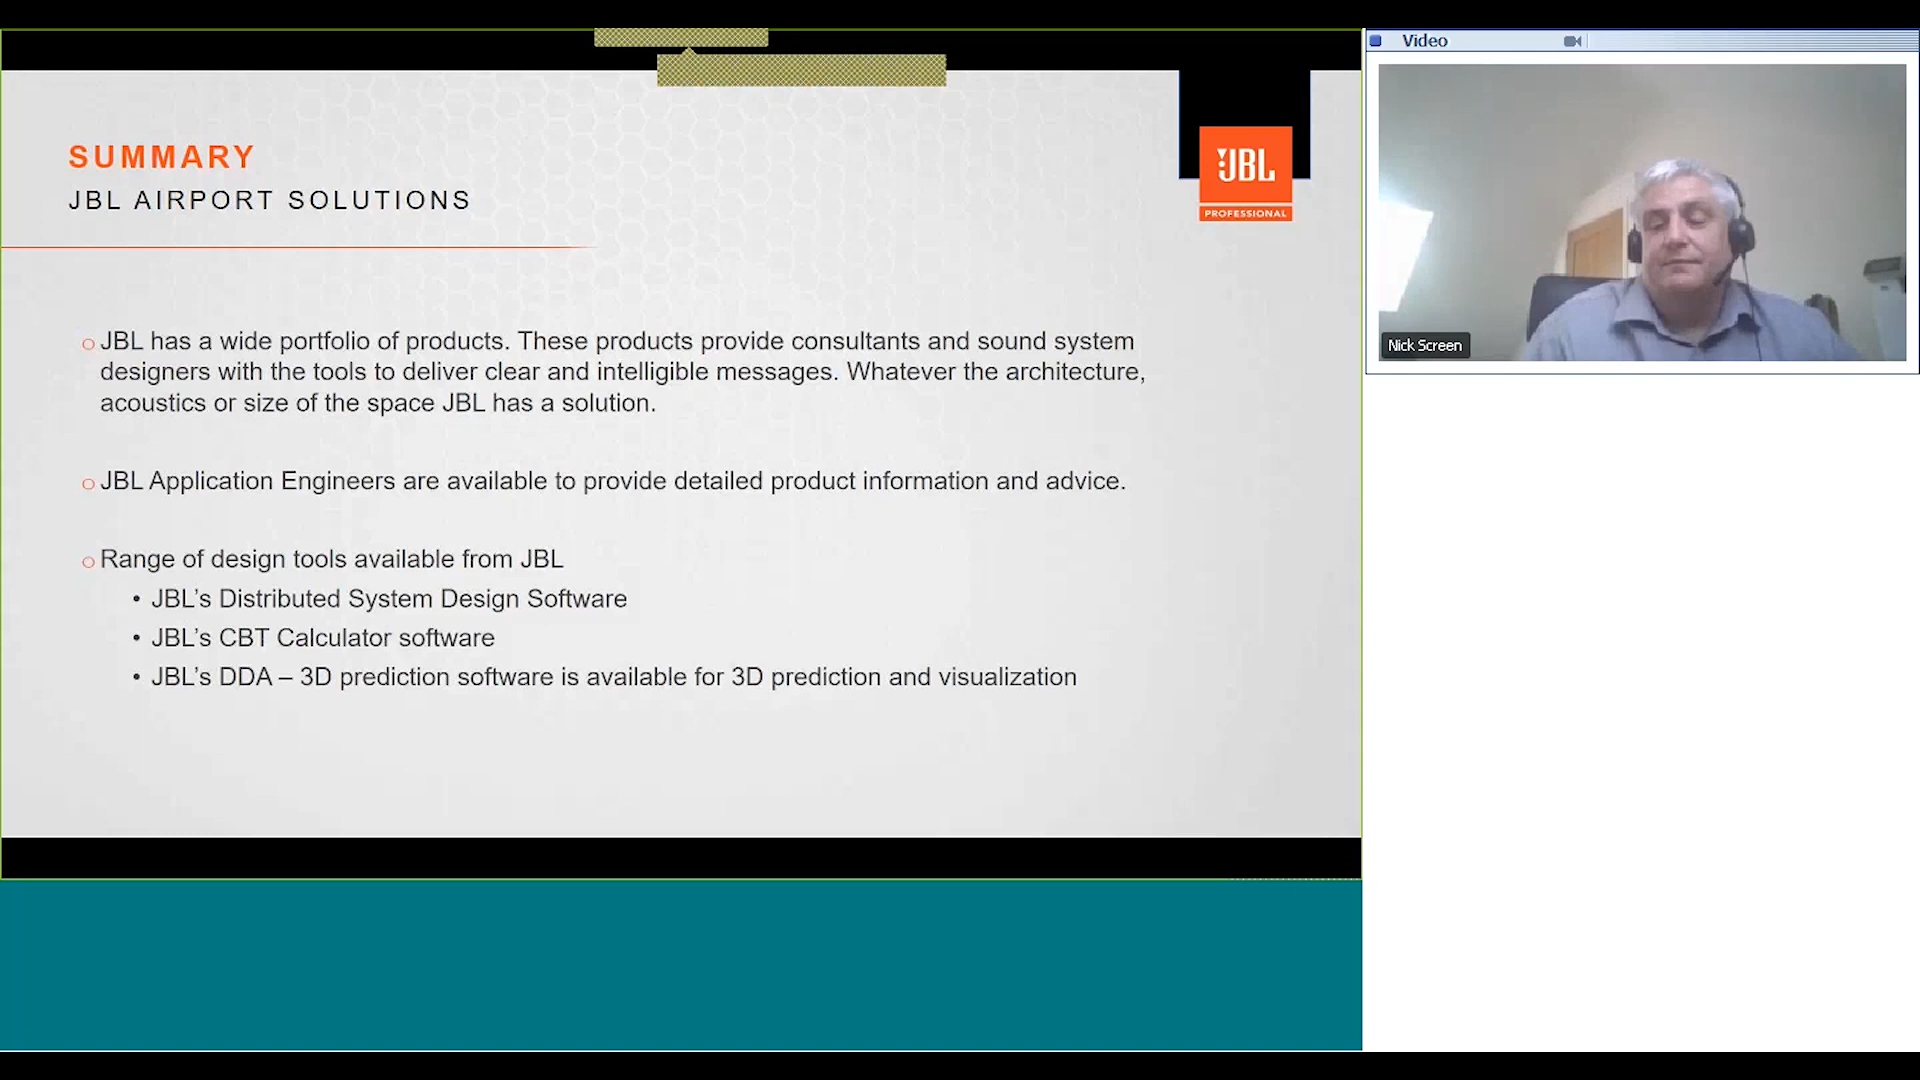 Video
SUMMARY
JBL AIRPORT SOLUTIONS
JBL
PROFESSIONAL
Nick Screen
JBL has a wide portfolio of products. These products provide consultants and sound system
designers with the tools to deliver clear and intelligible messages. Whatever the architecture,
acoustics or size of the space JBL has a solution.
JBL Application Engineers are available to provide detailed product information and advice.
Range of design tools available from JBL
• JBL’s Distributed System Design Software
• JBL’s CBT Calculator software
• JBL’s DDA – 3D prediction software is available for 3D prediction and visualization